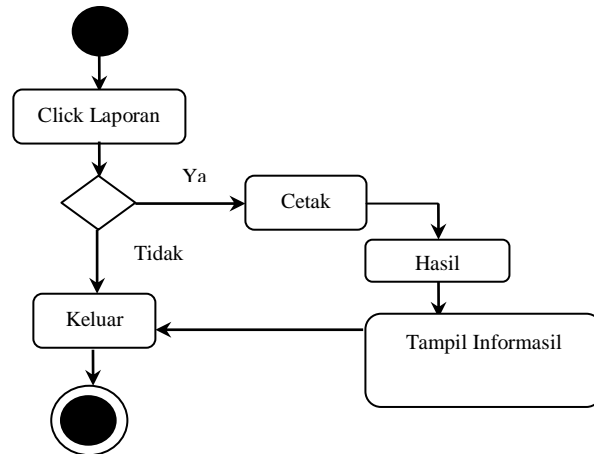 Click Laporan
Ya
Cetak
Tidak
Hasil
Keluar
Tampil Informasil